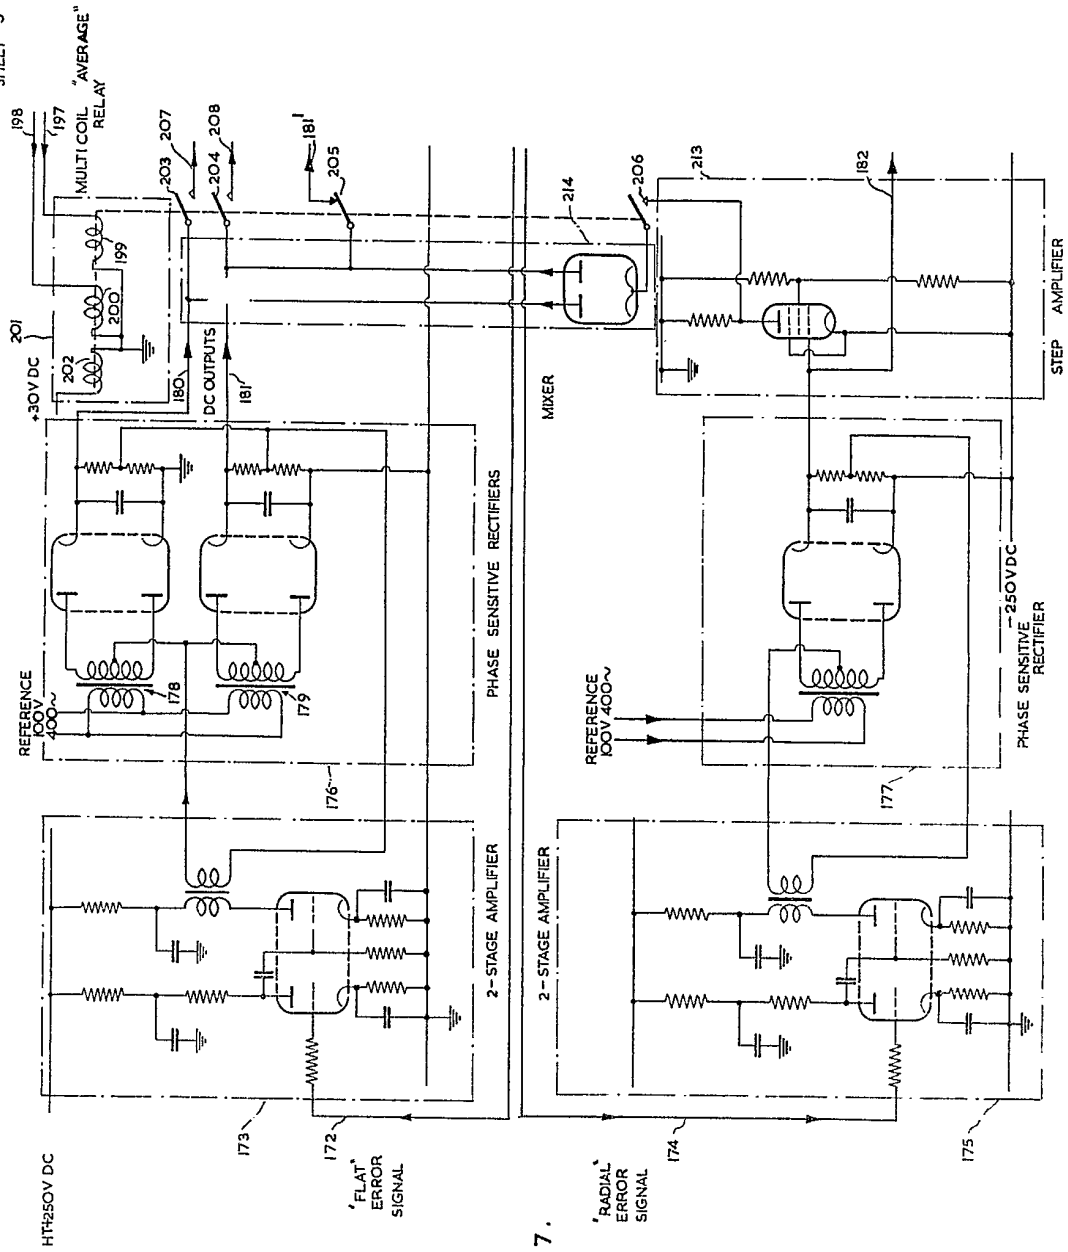 SHEET
198
197
MULTI COIL "AVERAGE"
RELAY
201
199
200
202
+30V DC
203
207
204
208
181'
205
180
DC OUTPUTS
181
REFERENCE
100V
400~
178
179
176
PHASE SENSITIVE RECTIFIERS
HT+250V DC
173
172
"FLAT"
ERROR
SIGNAL
2-STAGE AMPLIFIER
MIXER
214
206
213
182
STEP AMPLIFIER
REFERENCE
100V 400~
177
-250VDC
PHASE SENSITIVE
RECTIFIER
2-STAGE AMPLIFIER
174
175
"RADIAL"
ERROR
SIGNAL
7.